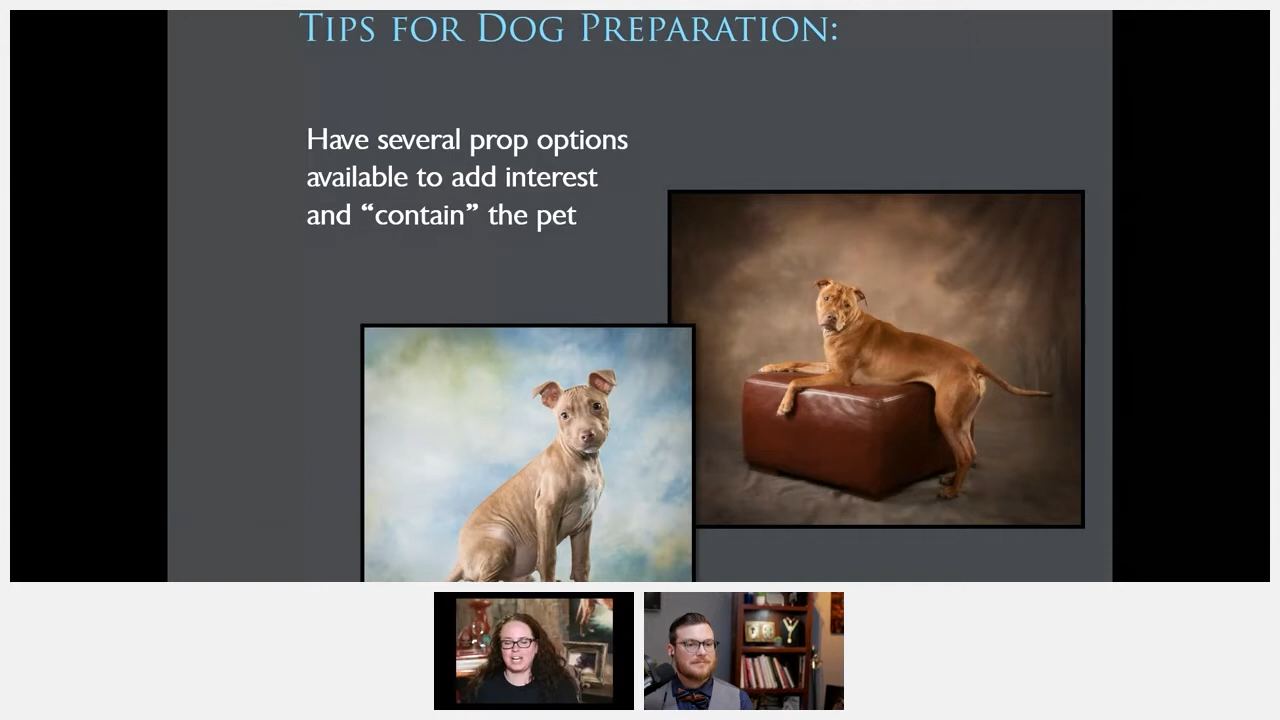 Tips for Dog Preparation:
Have several prop options
available to add interest
and “contain” the pet